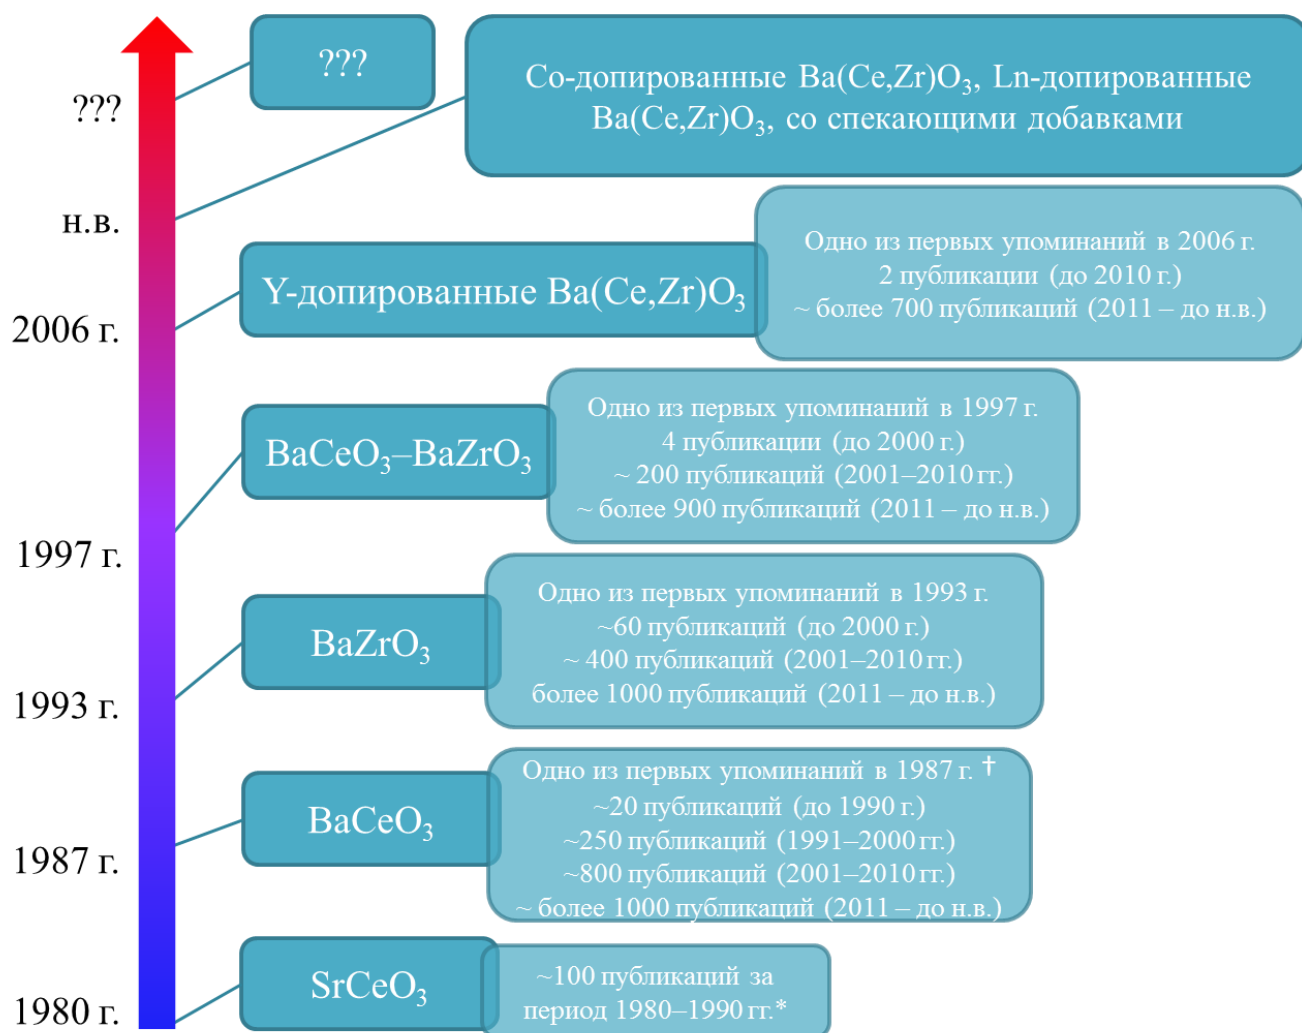 ???
???
Со-допированные Ba(Ce,Zr)O₃, Ln-допированные
Ba(Ce,Zr)O₃, со спекающими добавками
н.в.
Одно из первых упоминаний в 2006 г.
2 публикации (до 2010 г.)
~ более 700 публикаций (2011 – до н.в.)
Y-допированные Ba(Ce,Zr)O₃
2006 г.
Одно из первых упоминаний в 1997 г.
4 публикации (до 2000 г.)
~ 200 публикаций (2001–2010 гг.)
~ более 900 публикаций (2011 – до н.в.)
BaCeO₃–BaZrO₃
1997 г.
Одно из первых упоминаний в 1993 г.
~60 публикаций (до 2000 г.)
~ 400 публикаций (2001–2010 гг.)
более 1000 публикаций (2011 – до н.в.)
BaZrO₃
1993 г.
Одно из первых упоминаний в 1987 г. †
~20 публикаций (до 1990 г.)
~250 публикаций (1991–2000 гг.)
~800 публикаций (2001–2010 гг.)
~ более 1000 публикаций (2011 – до н.в.)
BaCeO₃
1987 г.
SrCeO₃
~100 публикаций за
период 1980–1990 гг.*
1980 г.